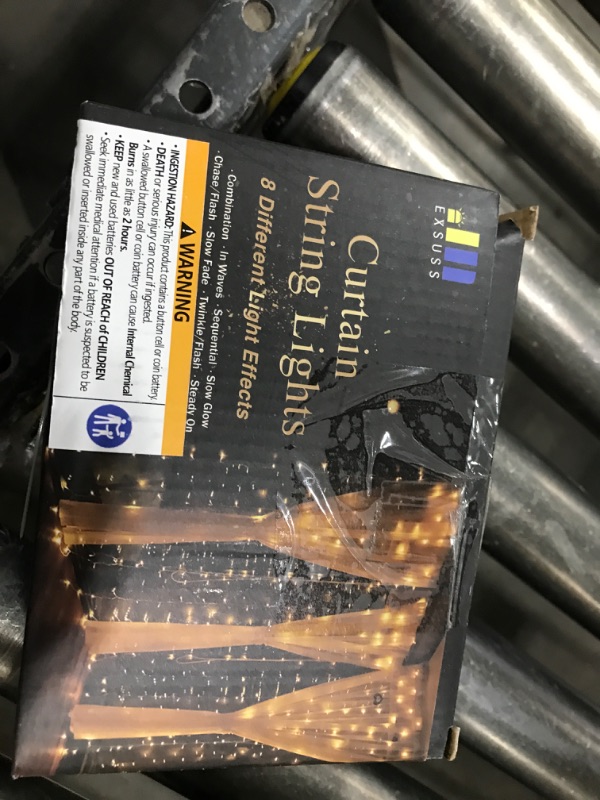 EXSUSS
Curtain
String Lights
8 Different Light Effects
·Combination · In Waves · Sequential · Slow Glow
·Chase/Flash · Slow Fade · Twinkle/Flash · Steady On
WARNING
• INGESTION HAZARD: This product contains a button cell or coin battery.
• DEATH or serious injury can occur if ingested.
• A swallowed button cell or coin battery can cause Internal Chemical
Burns in as little as 2 hours.
• KEEP new and used batteries OUT OF REACH of CHILDREN
• Seek immediate medical attention if a battery is suspected to be
swallowed or inserted inside any part of the body.